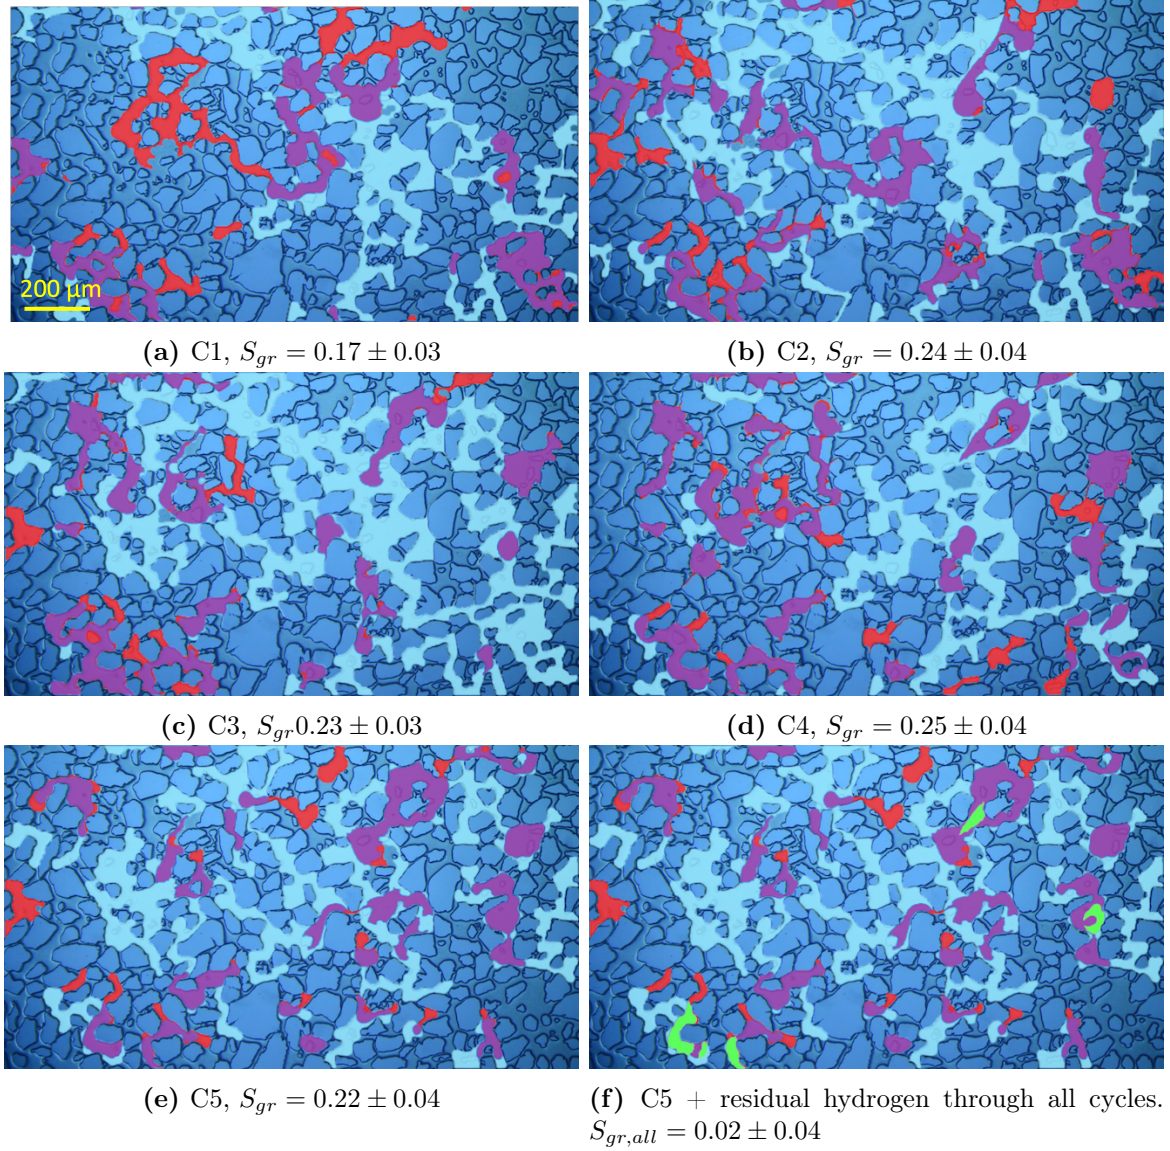 200 μm
(a) C1, S_gr = 0.17 ± 0.03
(b) C2, S_gr = 0.24 ± 0.04
(c) C3, S_gr0.23 ± 0.03
(d) C4, S_gr = 0.25 ± 0.04
(e) C5, S_gr = 0.22 ± 0.04
(f) C5 + residual hydrogen through all cycles.
S_gr,all = 0.02 ± 0.04